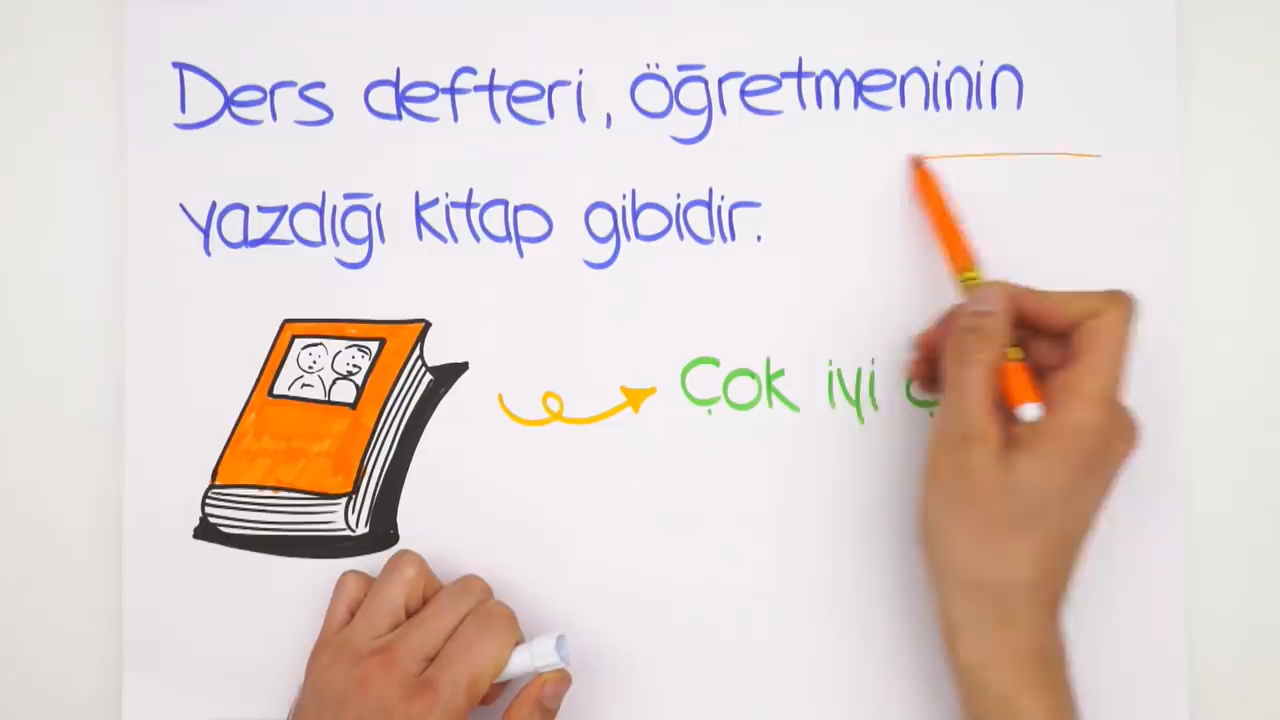 Ders defteri, öğretmeninin
yazdığı kitap gibidir.
Çok iyi